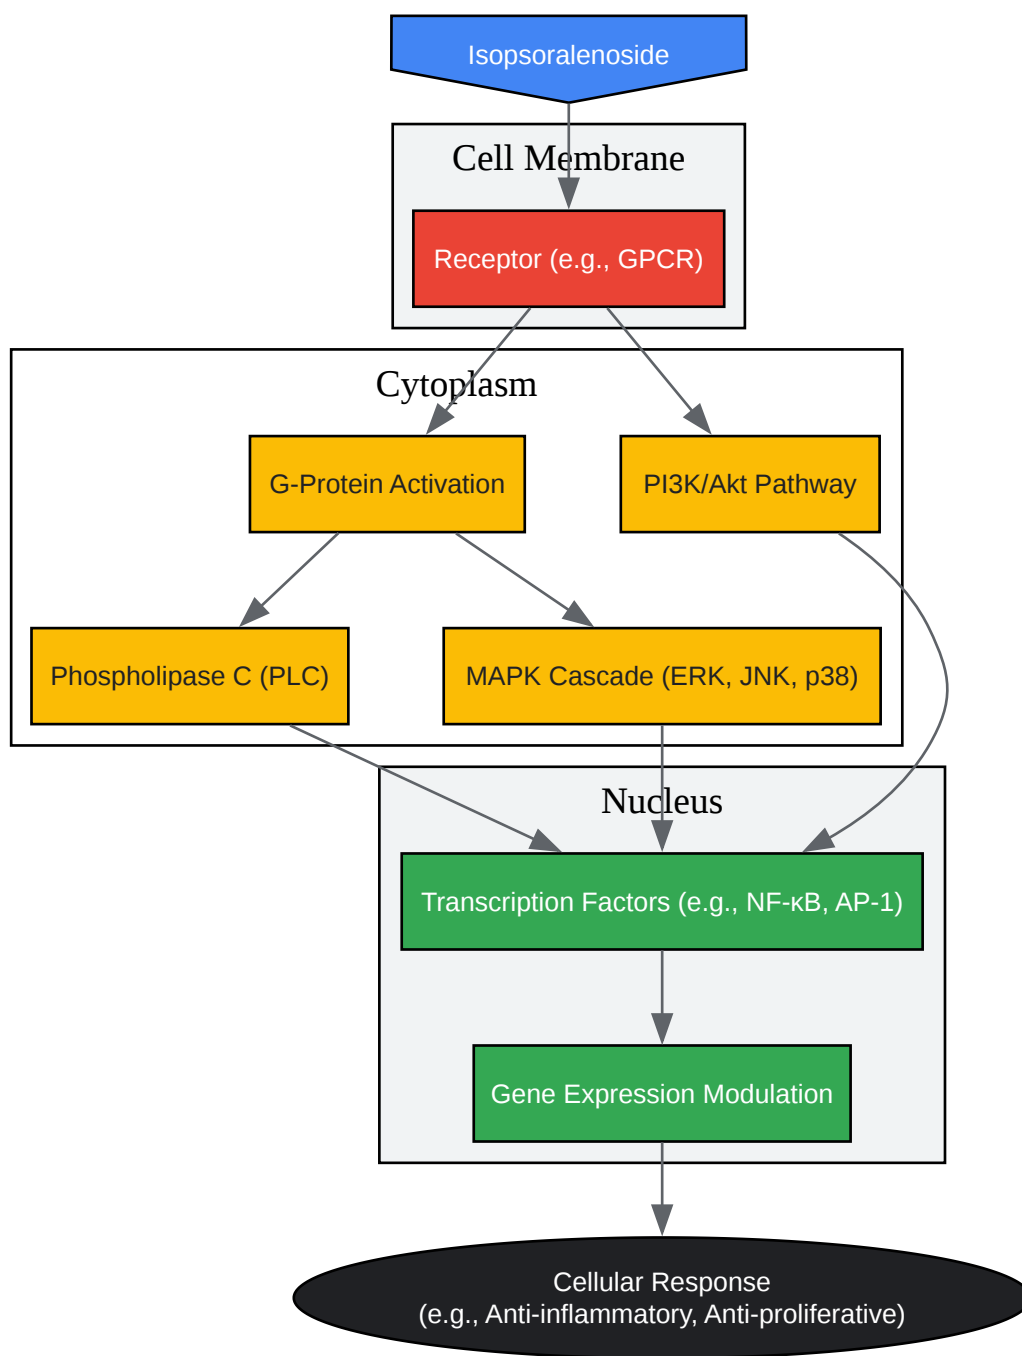 Isopsoralenoside
Cell Membrane
Receptor (e.g., GPCR)
Cytoplasm
G-Protein Activation
PI3K/Akt Pathway
Phospholipase C (PLC)
MAPK Cascade (ERK, JNK, p38)
Nucleus
Transcription Factors (e.g., NF-κB, AP-1)
Gene Expression Modulation
Cellular Response
(e.g., Anti-inflammatory, Anti-proliferative)